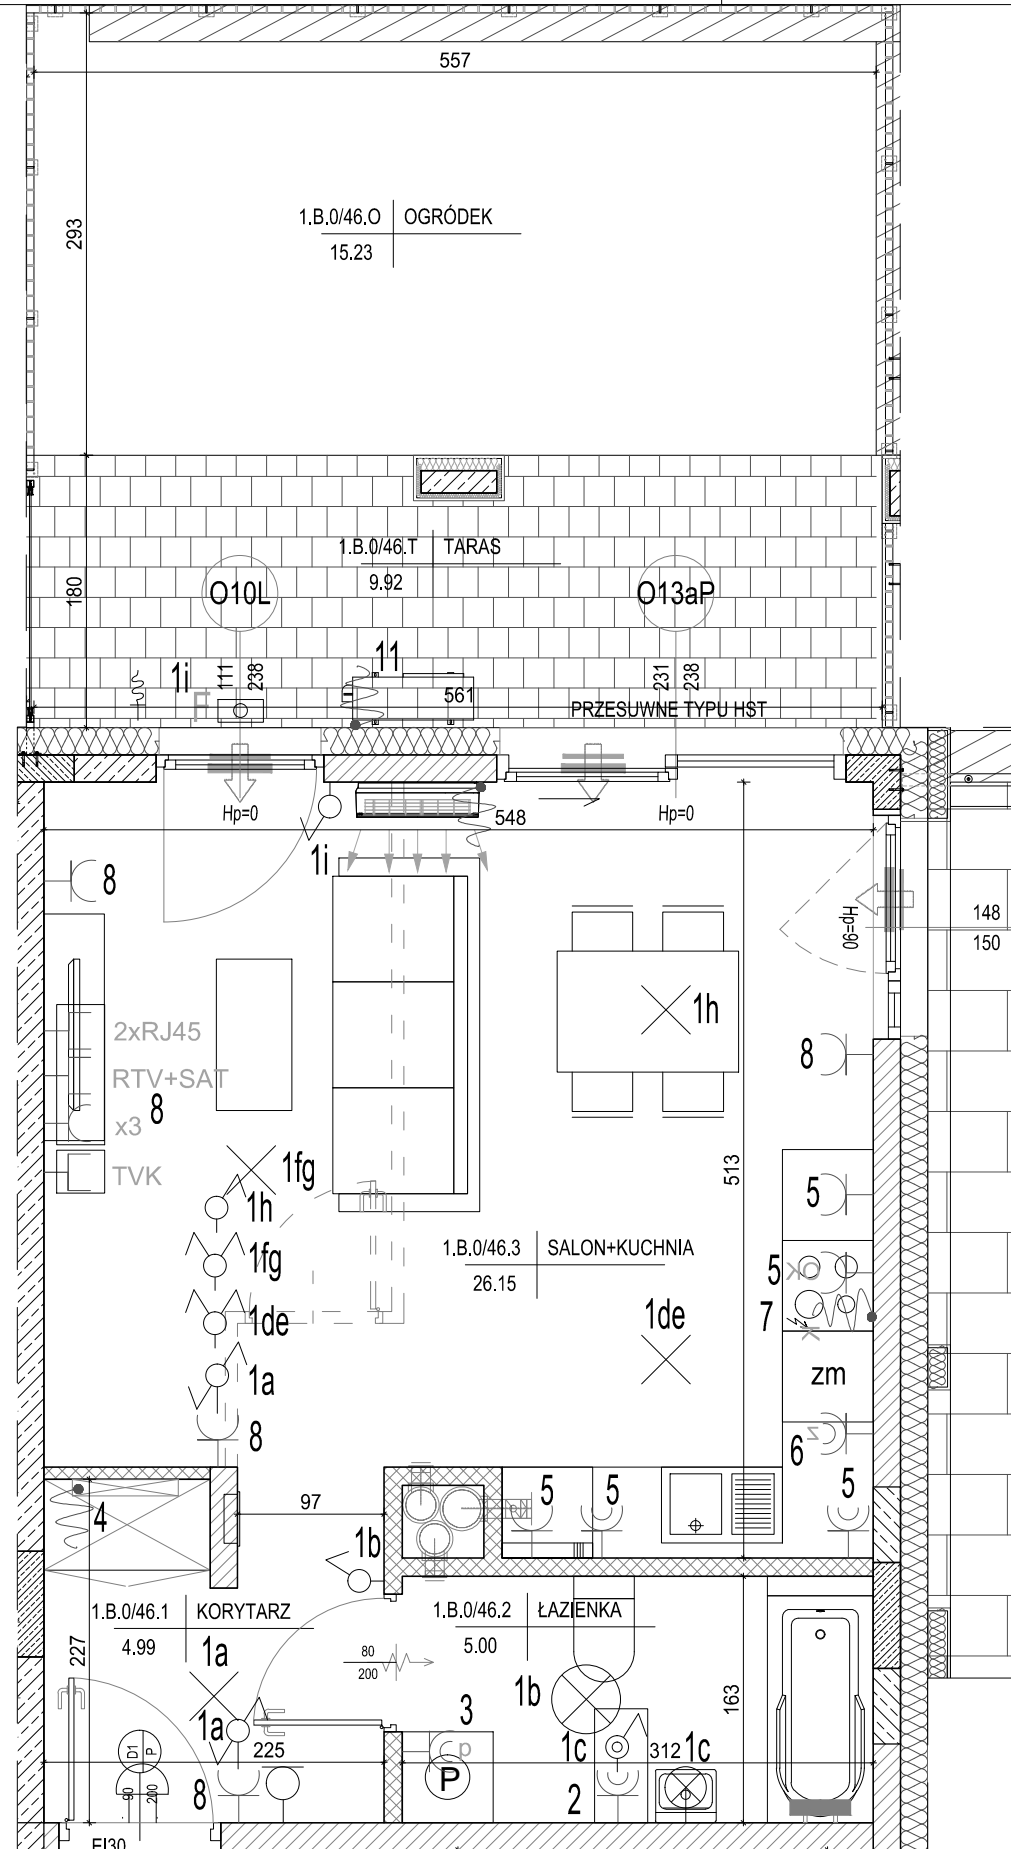 557
293
1.B.0/46.O OGRÓDEK
15.23
1.B.0/46.T TARAS
9.92
180
O10L
O13aP
1i
F
111
238
11
561
231
238
PRZESUWNE TYPU HST
Hp=0
1i
548
Hp=0
8
Hp=90
148
150
1h
2xRJ45
RTV+SAT
8
x3
TVK
8
513
5
1fg
1h
1fg
1de
1a
8
1.B.0/46.3 SALON+KUCHNIA
26.15
5
OK
7
K
1de
zm
6
Z
5
4
97
5
5
1b
1.B.0/46.1 KORYTARZ
4.99
1.B.0/46.2 ŁAZIENKA
5.00
227
1a
80
200
1b
163
3
1a
225
p
P
1c
312
1c
2
8
D1
P
90
200
EI30